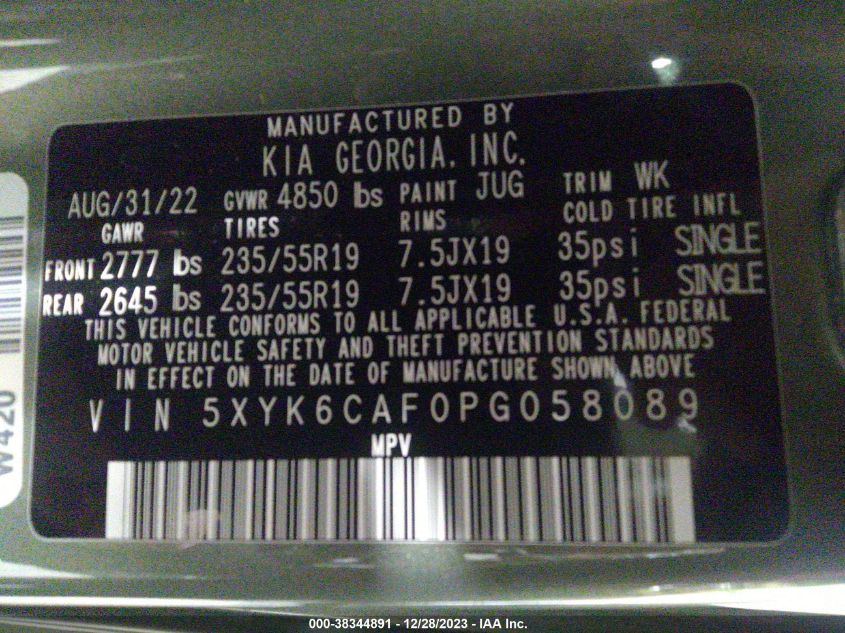 MANUFACTURED BY
KIA GEORGIA, INC.
AUG/31/22 GVWR 4850 lbs PAINT JUG TRIM WK
GAWR TIRES RIMS COLD TIRE INFL
FRONT 2777 lbs 235/55R19 7.5JX19 35psi SINGLE
REAR 2645 lbs 235/55R19 7.5JX19 35psi SINGLE
THIS VEHICLE CONFORMS TO ALL APPLICABLE U.S.A. FEDERAL
MOTOR VEHICLE SAFETY AND THEFT PREVENTION STANDARDS
IN EFFECT ON THE DATE OF MANUFACTURE SHOWN ABOVE
VIN 5XYK6CAF0PG058089
MPV
W420
000-38344891 - 12/28/2023 - IAA Inc.